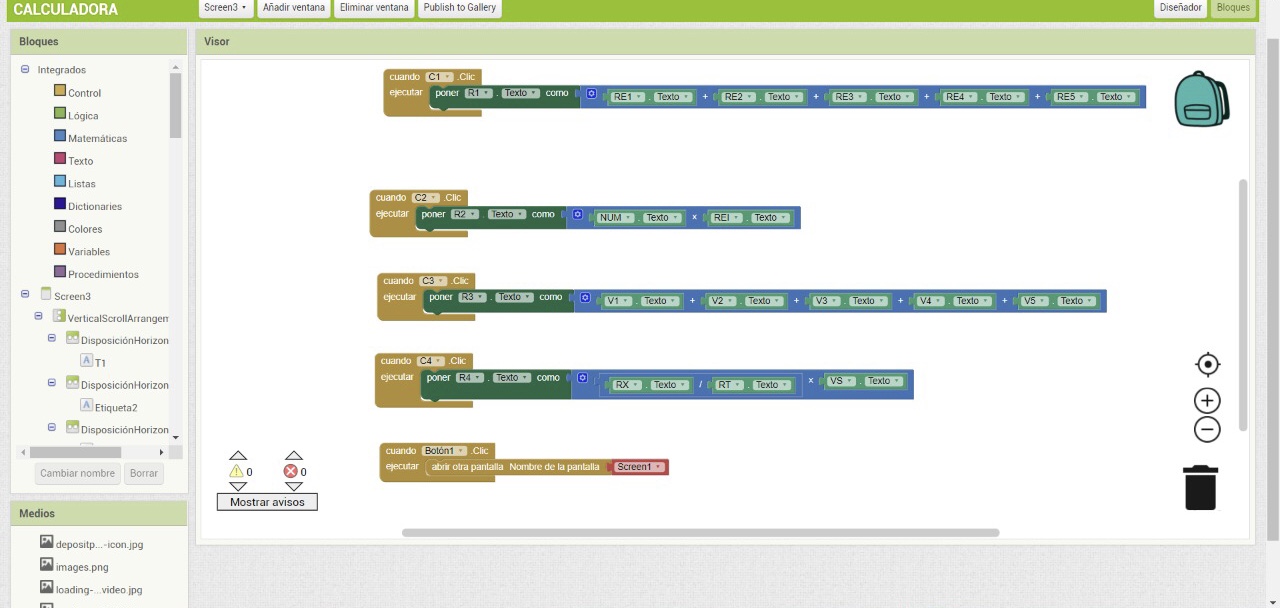 CALCULADORA
Screen3 Añadir ventana Eliminar ventana Publish to Gallery Diseñador Bloques
Bloques
Integrados
Control
Lógica
Matemáticas
Texto
Listas
Dictionaries
Colores
Variables
Procedimientos
Screen3
VerticalScrollArrangem
DisposiciónHorizon
T1
DisposiciónHorizon
Etiqueta2
DisposiciónHorizon
Cambiar nombre Borrar
Medios
depositp...-icon.jpg
images.png
loading-...video.jpg
Visor
cuando C1 .Clic
ejecutar poner R1 . Texto como RE1 . Texto + RE2 . Texto + RE3 . Texto + RE4 . Texto + RE5 . Texto
cuando C2 .Clic
ejecutar poner R2 . Texto como NUM . Texto × REI . Texto
cuando C3 .Clic
ejecutar poner R3 . Texto como V1 . Texto + V2 . Texto + V3 . Texto + V4 . Texto + V5 . Texto
cuando C4 .Clic
ejecutar poner R4 . Texto como RX . Texto / RT . Texto × VS . Texto
cuando Botón1 .Clic
ejecutar abrir otra pantalla Nombre de la pantalla Screen1
0 0
Mostrar avisos